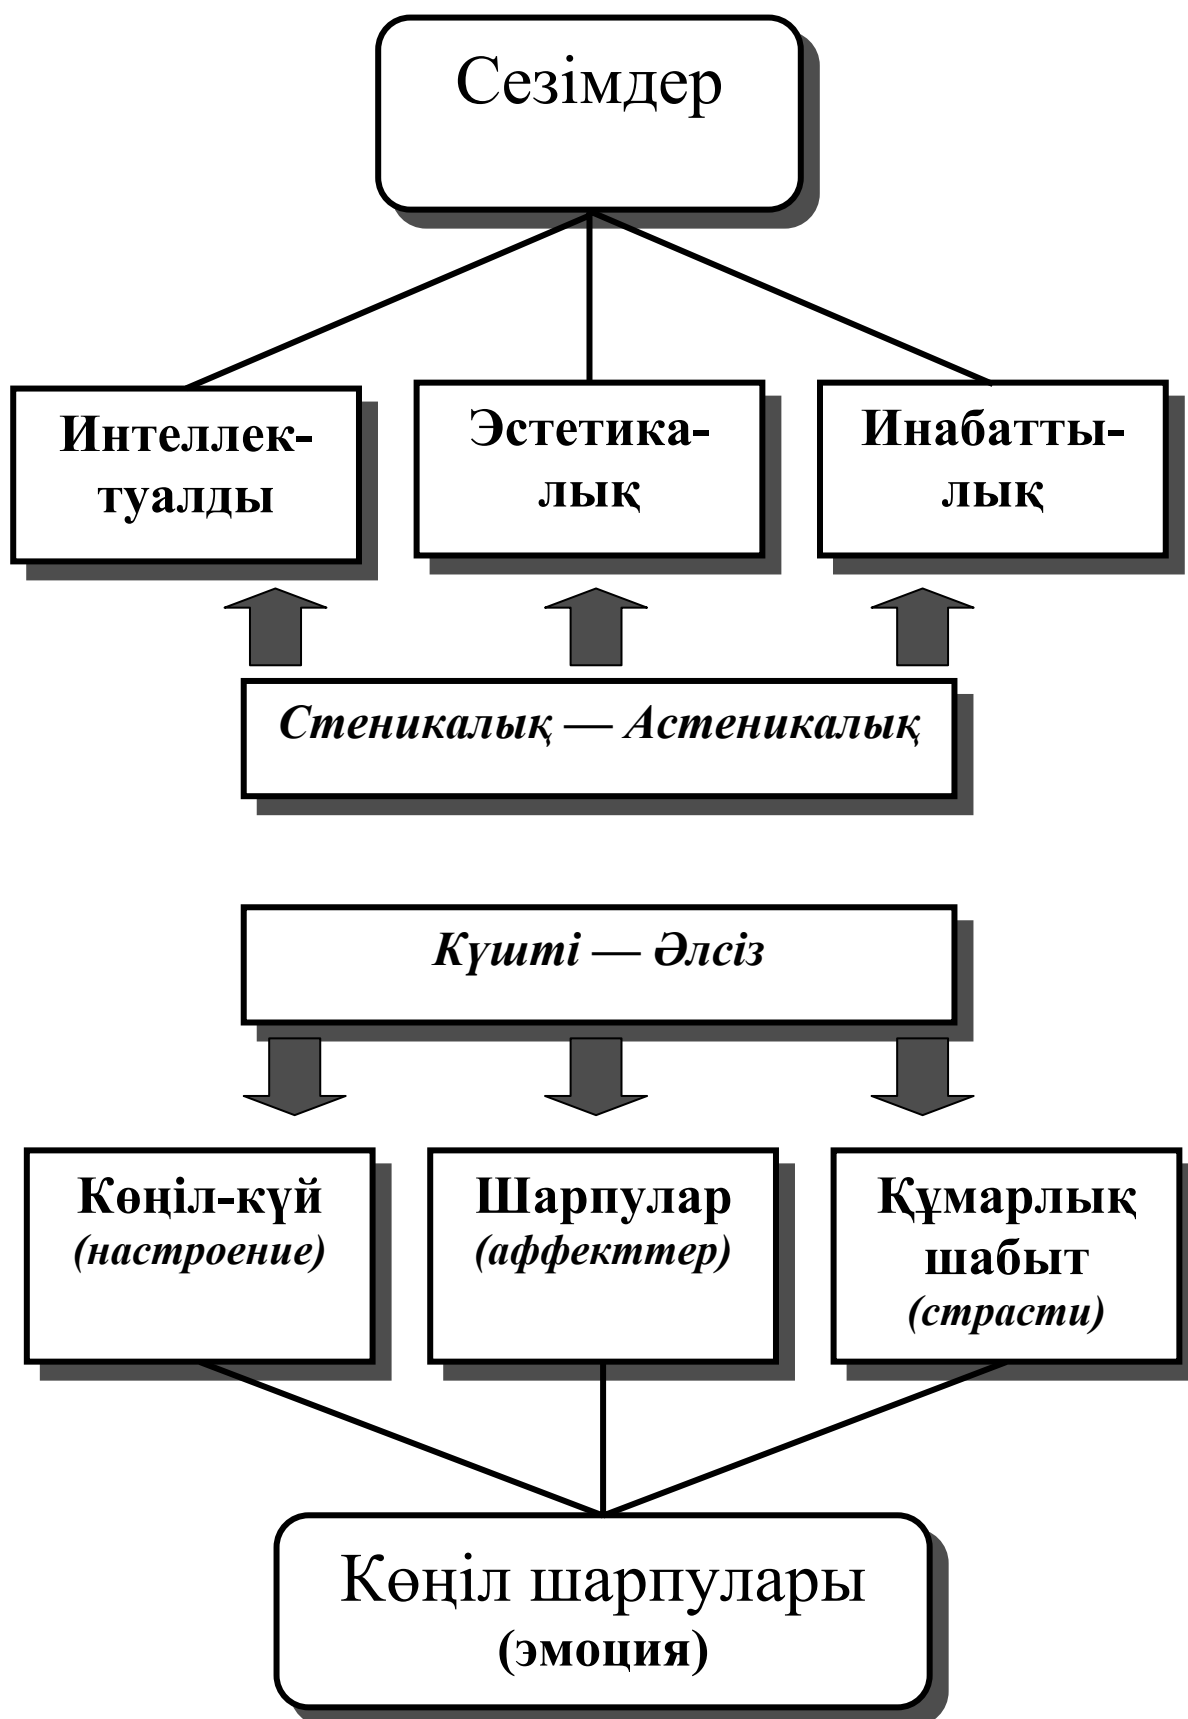 Сезімдер
Интеллек-
туалды
Эстетика-
лық
Инабатты-
лық
Стеникалық — Астеникалық
Күшті — Әлсіз
Көңіл-күй
(настроение)
Шарпулар
(аффекттер)
Құмарлық
шабыт
(страсти)
Көңіл шарпулары
(эмоция)